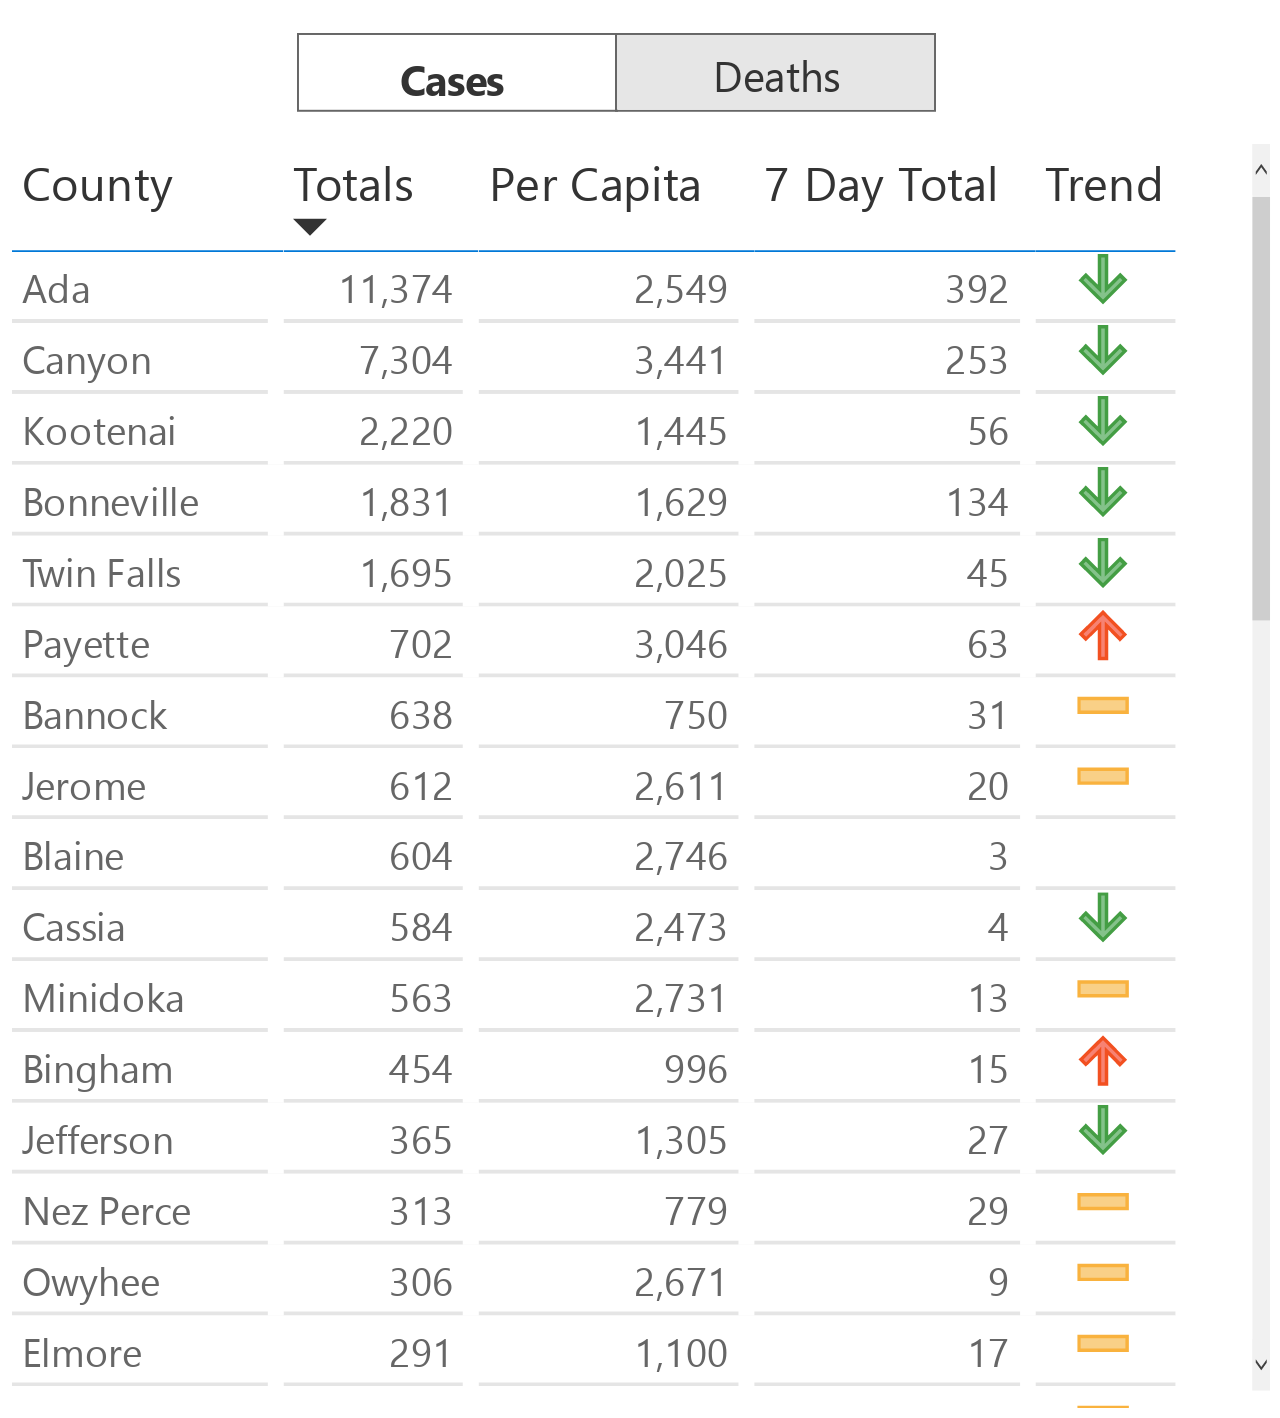 Cases Deaths
County Totals Per Capita 7 Day Total Trend
Ada 11,374 2,549 392
Canyon 7,304 3,441 253
Kootenai 2,220 1,445 56
Bonneville 1,831 1,629 134
Twin Falls 1,695 2,025 45
Payette 702 3,046 63
Bannock 638 750 31
Jerome 612 2,611 20
Blaine 604 2,746 3
Cassia 584 2,473 4
Minidoka 563 2,731 13
Bingham 454 996 15
Jefferson 365 1,305 27
Nez Perce 313 779 29
Owyhee 306 2,671 9
Elmore 291 1,100 17